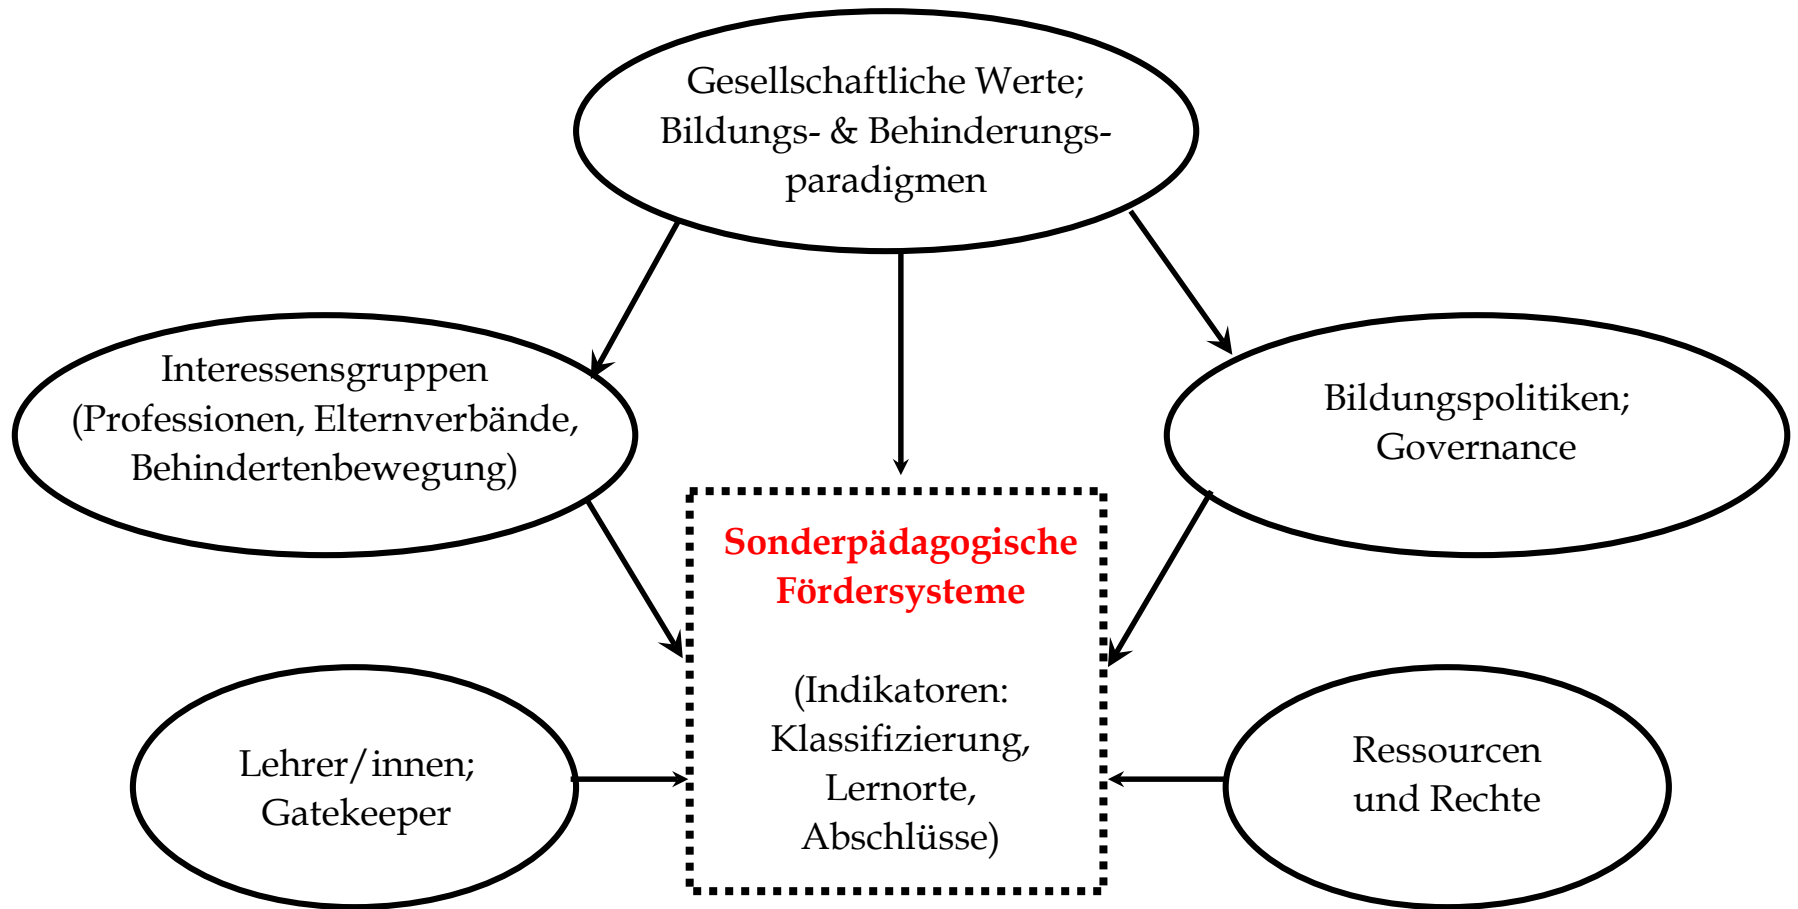 Gesellschaftliche Werte;
Bildungs- & Behinderungs-
paradigmen
Interessensgruppen
(Professionen, Elternverbände,
Behindertenbewegung)
Bildungspolitiken;
Governance
Sonderpädagogische
Fördersysteme
(Indikatoren:
Klassifizierung,
Lernorte,
Abschlüsse)
Lehrer/innen;
Gatekeeper
Ressourcen
und Rechte